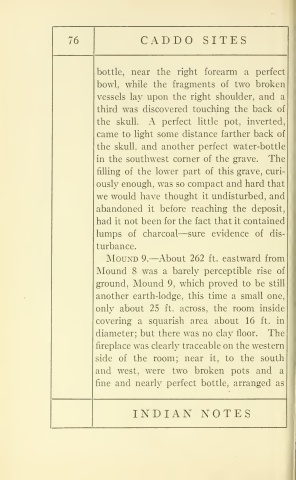 76
CADDO SITES
bottle, near the right forearm a perfect
bowl, while the fragments of two broken
vessels lay upon the right shoulder, and a
third was discovered touching the back of
the skull. A perfect little pot, inverted,
came to light some distance farther back of
the skull. and another perfect water-bottle
in the southwest corner of the grave. The
filling of the lower part of this grave, curi-
ously enough, was so compact and hard that
we would have thought it undisturbed, and
abandoned it before reaching the deposit,
had it not been for the fact that it contained
lumps of charcoal—sure evidence of dis-
turbance.
MOUND 9.—About 262 ft. eastward from
Mound 8 was a barely perceptible rise of
ground, Mound 9, which proved to be still
another earth-lodge, this time a small one,
only about 25 ft. across, the room inside
covering a squarish area about 16 ft. in
diameter; but there was no clay floor. The
fireplace was clearly traceable on the western
side of the room; near it, to the south
and west, were two broken pots and a
fine and nearly perfect bottle, arranged as
INDIAN NOTES